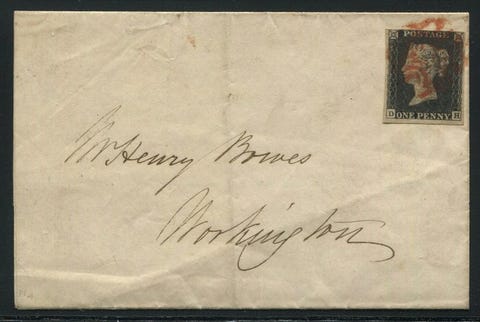 POSTAGE
D H
ONE PENNY
Mr Henry Bowes
Workington